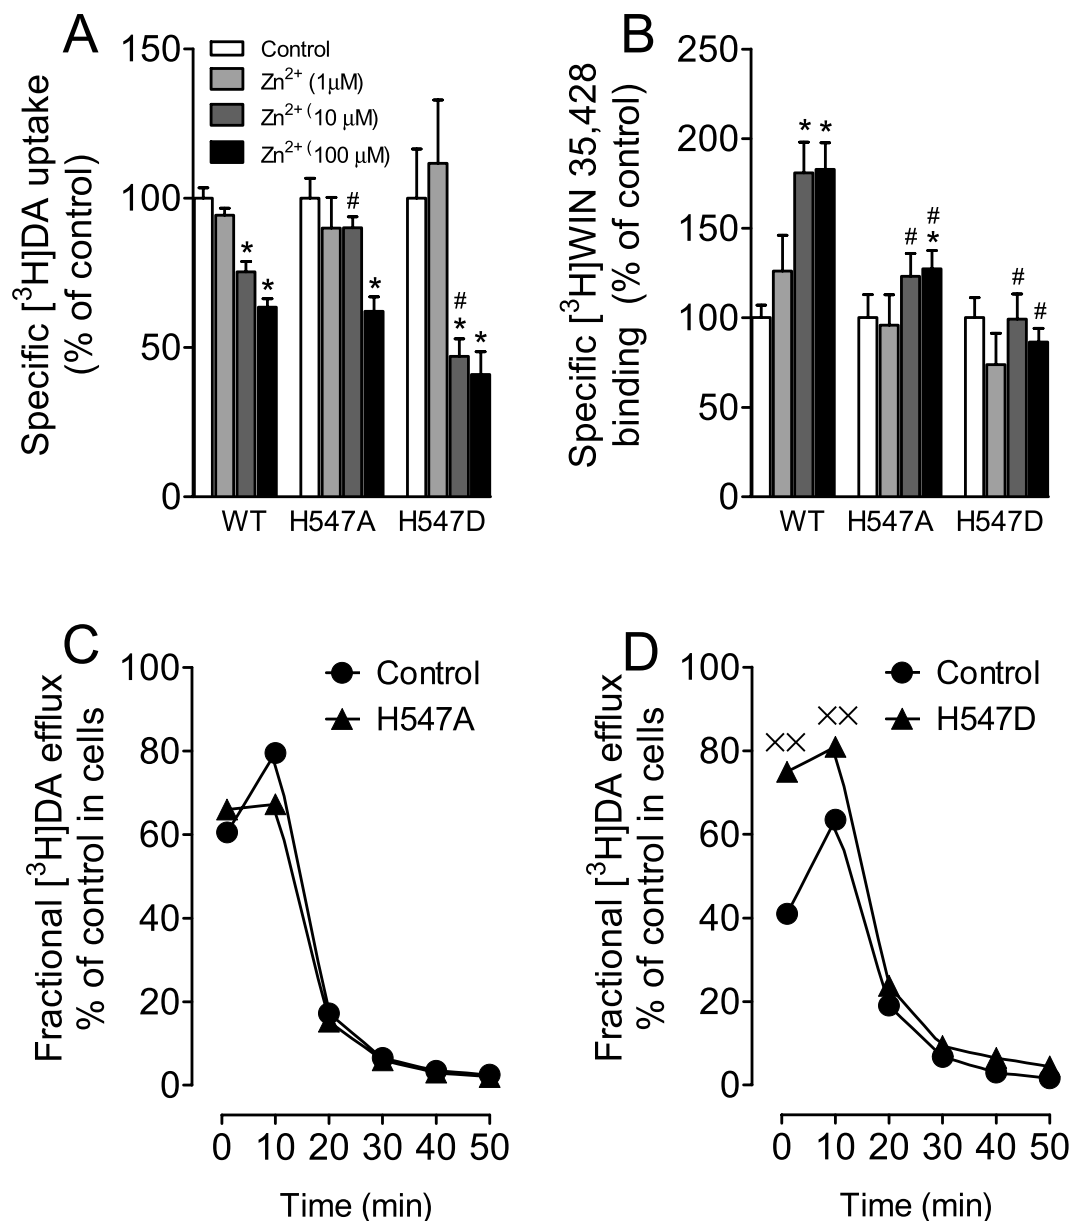 A
Specific [³H]DA uptake
(% of control)
150
100
50
0
Control
Zn²⁺ (1μM)
Zn²⁺ ⁽10 μM)
Zn²⁺ ⁽100 μM)
* * # * # * *
WT H547A H547D
B
Specific [³H]WIN 35,428
binding (% of control)
250
200
150
100
50
0
* * # # * # #
WT H547A H547D
C
Fractional [³H]DA efflux
% of control in cells
100
80
60
40
20
0
Control
H547A
0 10 20 30 40 50
Time (min)
D
Fractional [³H]DA efflux
% of control in cells
100
80
60
40
20
0
Control
H547D
×× ××
0 10 20 30 40 50
Time (min)